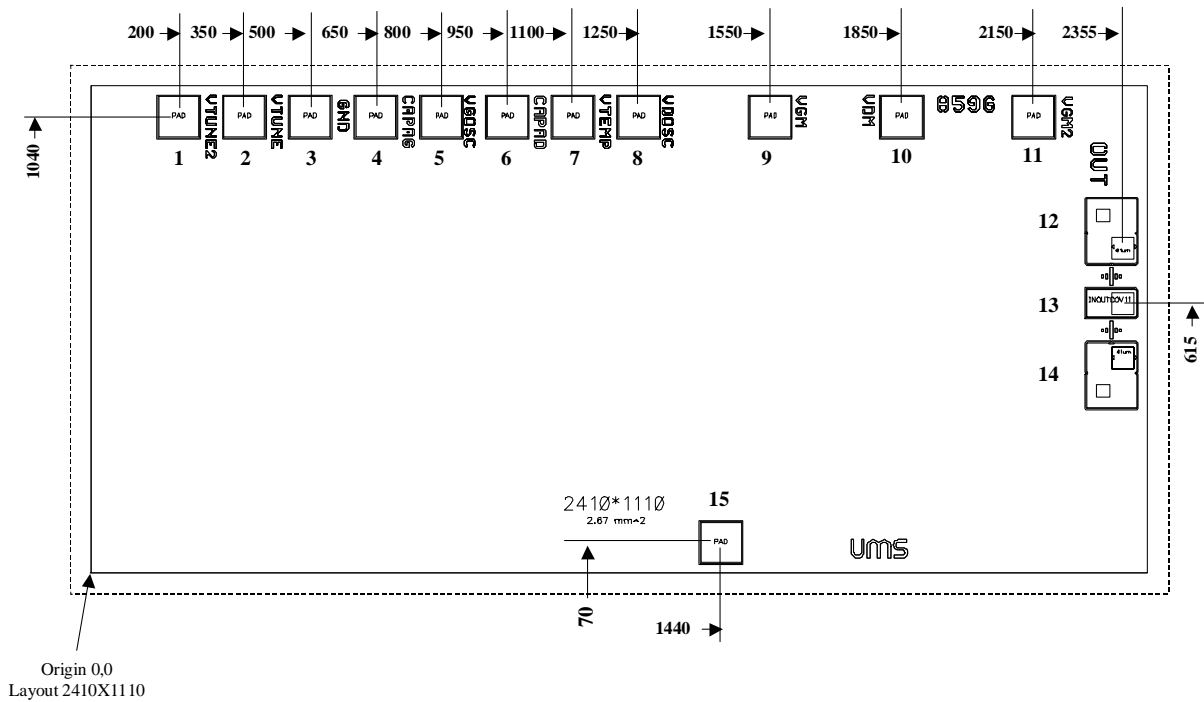 200 350 500 650 800 950 1100 1250 1550 1850 2150 2355
PAD PAD PAD PAD PAD PAD PAD PAD PAD PAD PAD
VTUNE2 VTUNE GND CAPAG VGOSC CAPAD VTEMP VDOSC VGM VDM 8596 VGM2
1 2 3 4 5 6 7 8 9 10 11
1040
OUT
12
13
INOUTCOV11
615
14
2410*1110
2.67 mm^2
15
PAD
UMS
70
1440
Origin 0,0
Layout 2410X1110